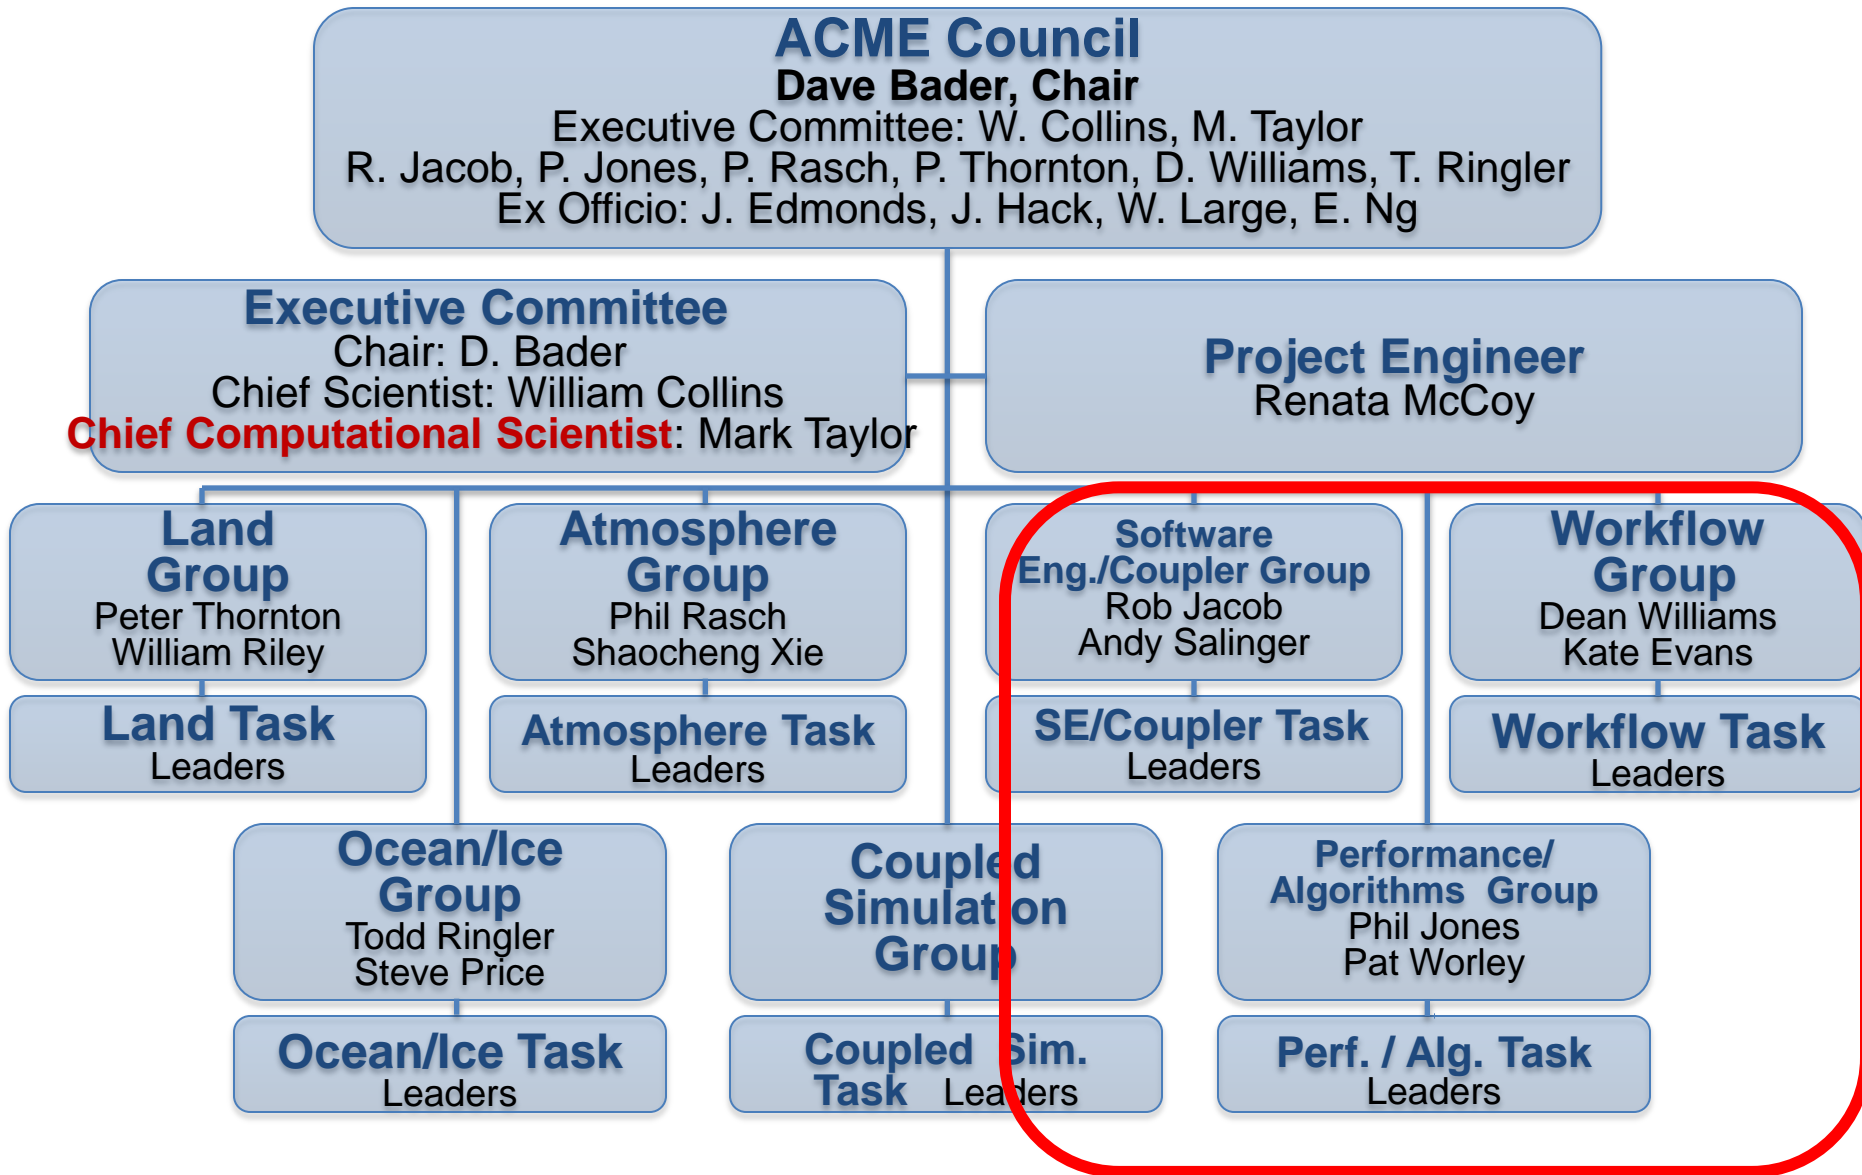 ACME Council
Dave Bader, Chair
Executive Committee: W. Collins, M. Taylor
R. Jacob, P. Jones, P. Rasch, P. Thornton, D. Williams, T. Ringler
Ex Officio: J. Edmonds, J. Hack, W. Large, E. Ng
Executive Committee
Chair: D. Bader
Chief Scientist: William Collins
Chief Computational Scientist: Mark Taylor
Project Engineer
Renata McCoy
Land
Group
Peter Thornton
William Riley
Atmosphere
Group
Phil Rasch
Shaocheng Xie
Software
Eng./Coupler Group
Rob Jacob
Andy Salinger
Workflow
Group
Dean Williams
Kate Evans
Land Task
Leaders
Atmosphere Task
Leaders
SE/Coupler Task
Leaders
Workflow Task
Leaders
Ocean/Ice
Group
Todd Ringler
Steve Price
Coupled
Simulation
Group
Performance/
Algorithms Group
Phil Jones
Pat Worley
Ocean/Ice Task
Leaders
Coupled Sim.
Task Leaders
Perf. / Alg. Task
Leaders